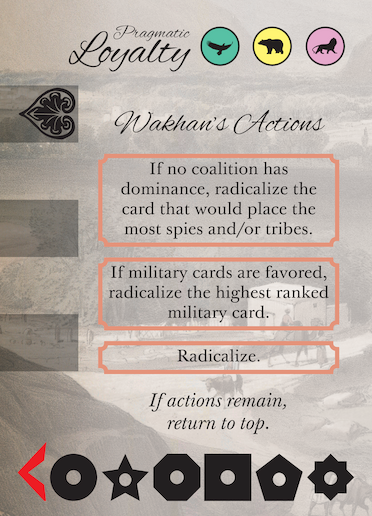 Pragmatic
Loyalty
Wakhan's Actions
If no coalition has
dominance, radicalize the
card that would place the
most spies and/or tribes.
If military cards are favored,
radicalize the highest ranked
military card.
Radicalize.
If actions remain,
return to top.